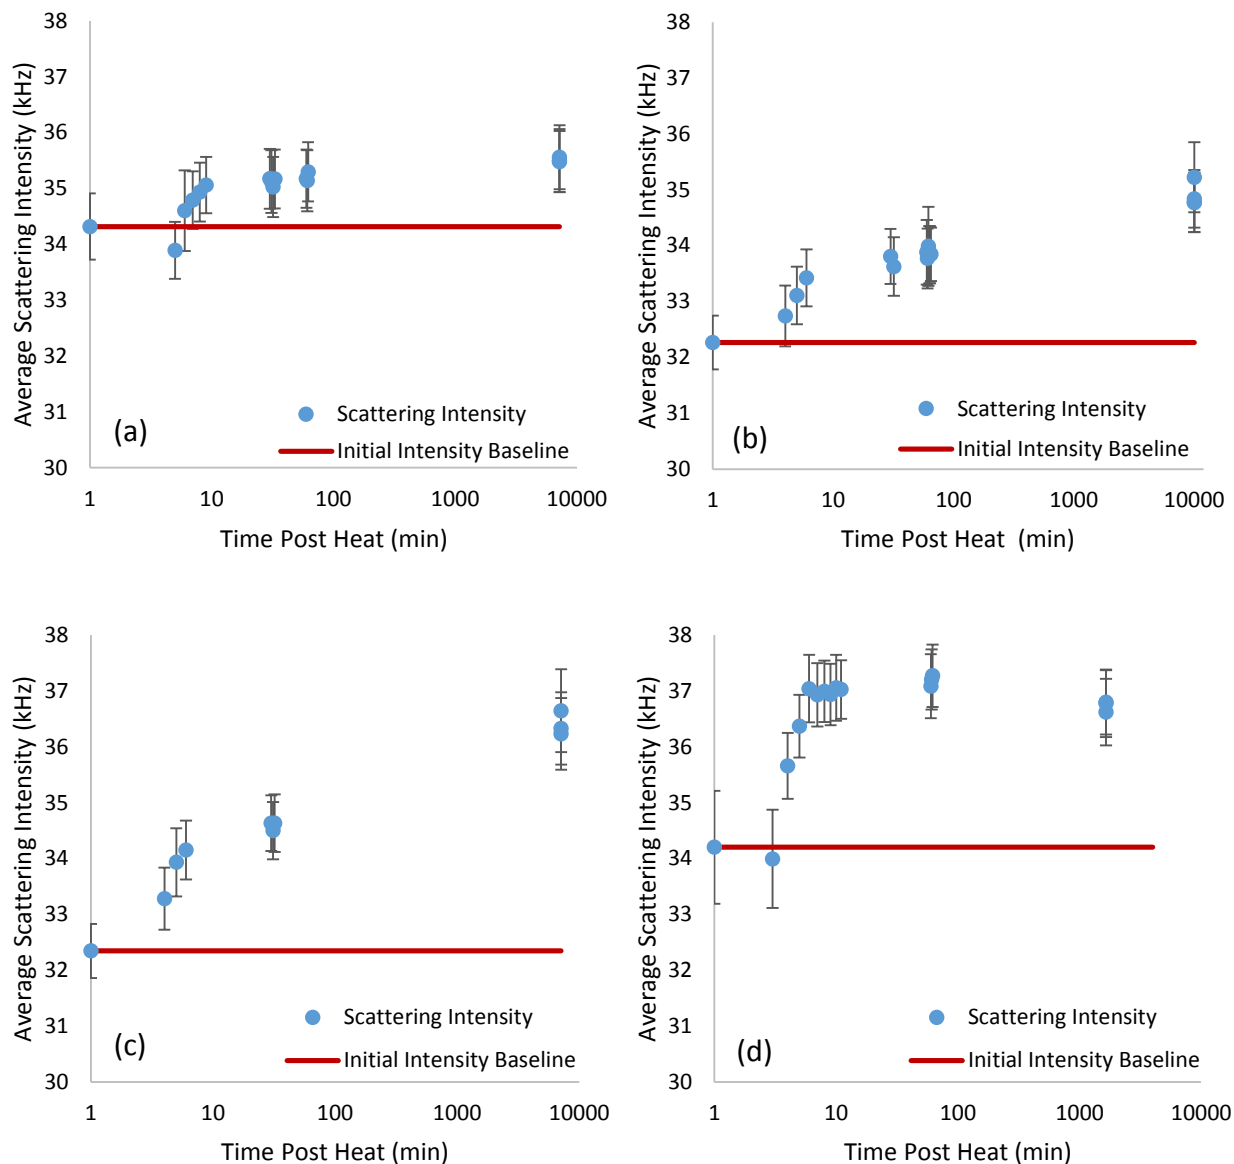 38
37
36
35
34
33
32
31
30
Average Scattering Intensity (kHz)
(a)
Scattering Intensity
Initial Intensity Baseline
1 10 100 1000 10000
Time Post Heat (min)
38
37
36
35
34
33
32
31
30
Average Scattering Intensity (kHz)
(b)
Scattering Intensity
Initial Intensity Baseline
1 10 100 1000 10000
Time Post Heat (min)
38
37
36
35
34
33
32
31
30
Average Scattering Intensity (kHz)
(c)
Scattering Intensity
Initial Intensity Baseline
1 10 100 1000 10000
Time Post Heat (min)
38
37
36
35
34
33
32
31
30
Average Scattering Intensity (kHz)
(d)
Scattering Intensity
Initial Intensity Baseline
1 10 100 1000 10000
Time Post Heat (min)